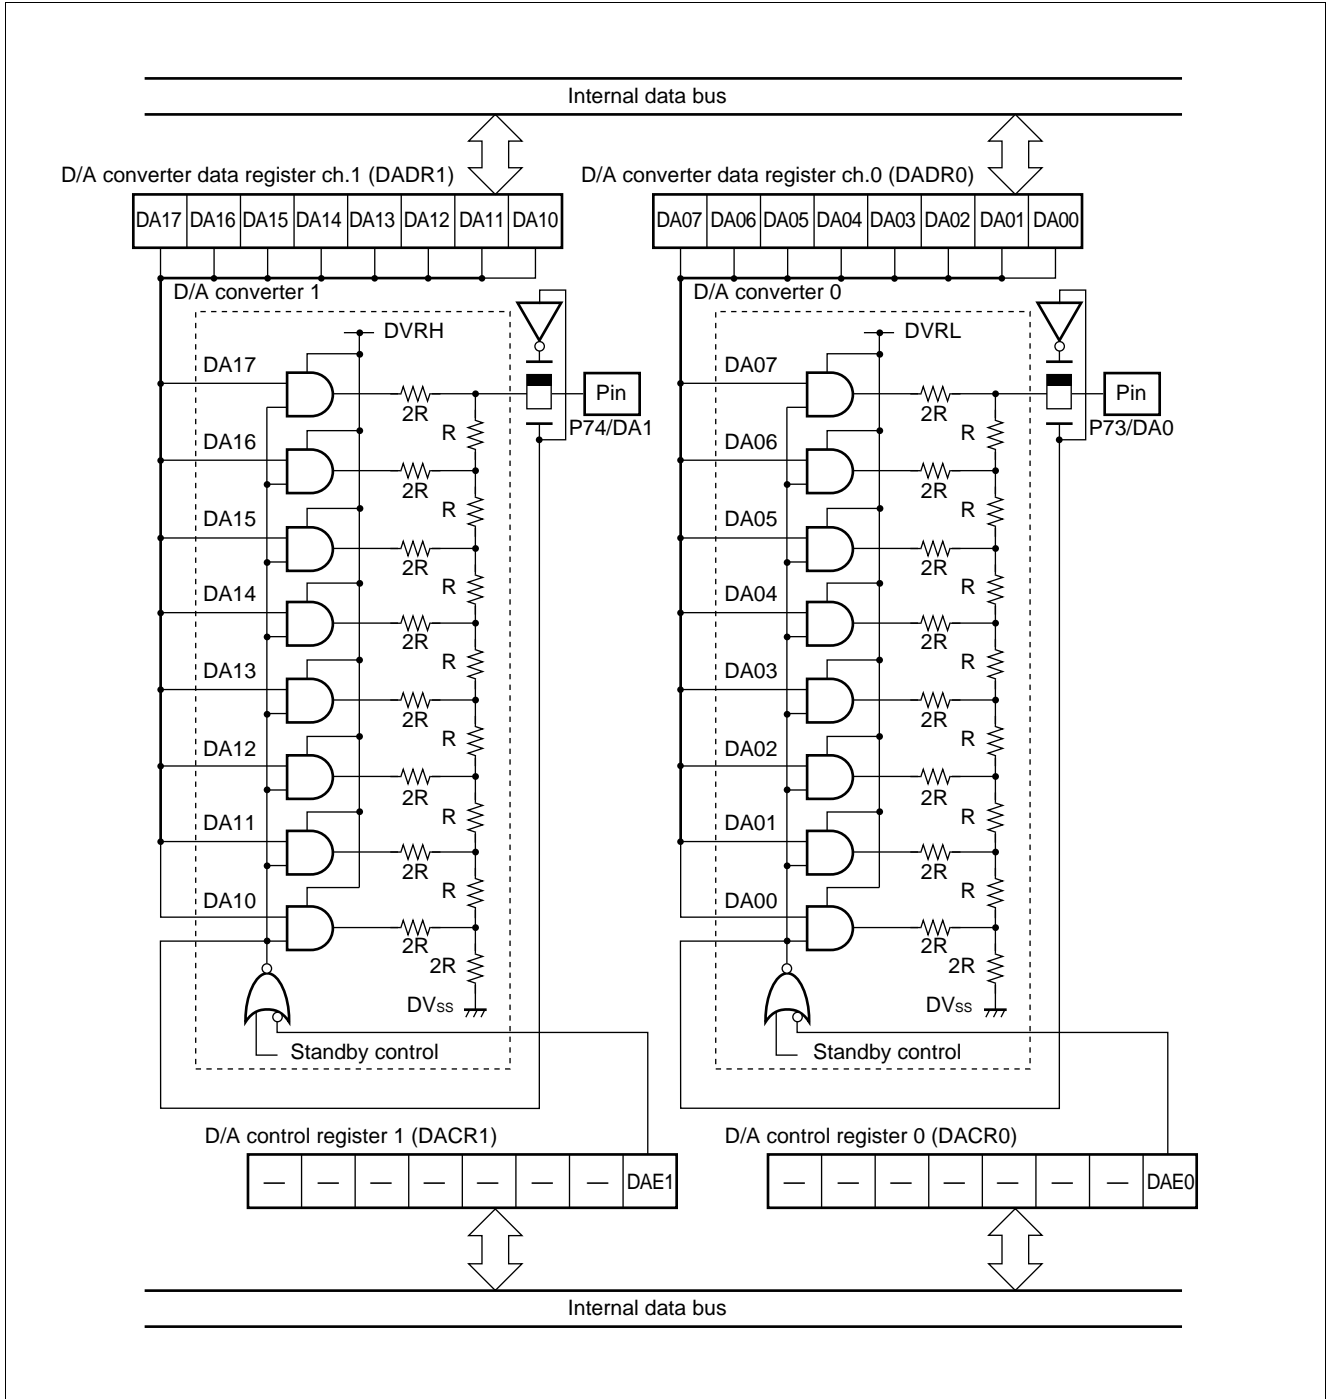 Internal data bus
D/A converter data register ch.1 (DADR1)
DA17 DA16 DA15 DA14 DA13 DA12 DA11 DA10
D/A converter 1
DVRH
DA17
2R
R
Pin
P74/DA1
DA16
2R
R
DA15
2R
R
DA14
2R
R
DA13
2R
R
DA12
2R
R
DA11
2R
R
DA10
2R
2R
DVss
Standby control
D/A control register 1 (DACR1)
— — — — — — — DAE1
D/A converter data register ch.0 (DADR0)
DA07 DA06 DA05 DA04 DA03 DA02 DA01 DA00
D/A converter 0
DVRL
DA07
2R
R
Pin
P73/DA0
DA06
2R
R
DA05
2R
R
DA04
2R
R
DA03
2R
R
DA02
2R
R
DA01
2R
R
DA00
2R
2R
DVss
Standby control
D/A control register 0 (DACR0)
— — — — — — — DAE0
Internal data bus